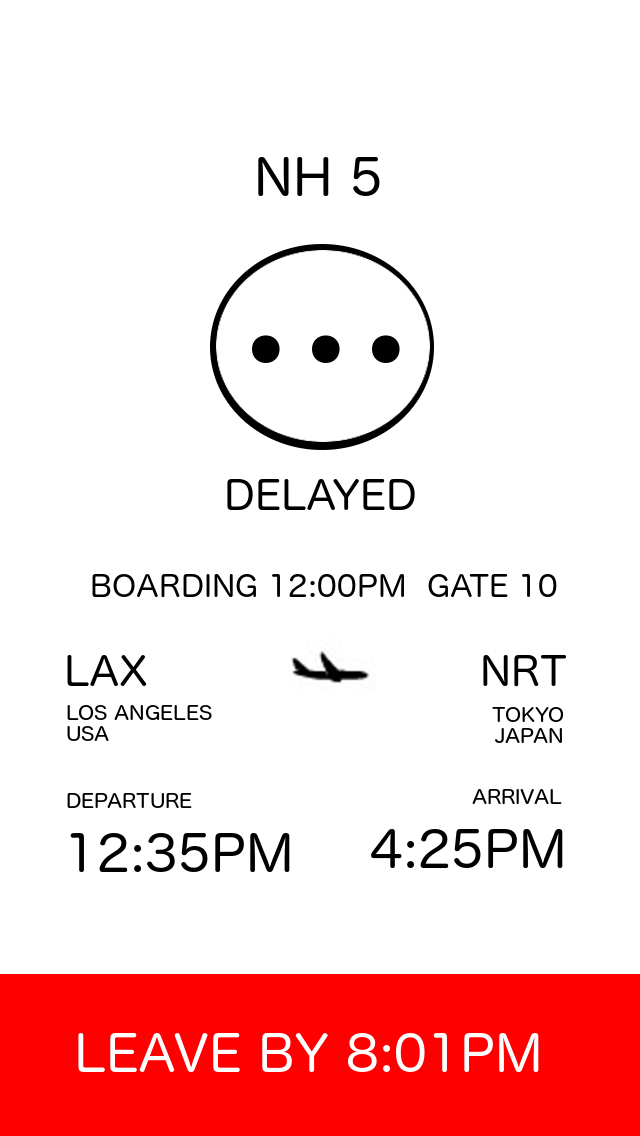 NH 5
DELAYED
BOARDING 12:00PM GATE 10
LAX
NRT
LOS ANGELES
USA
TOKYO
JAPAN
DEPARTURE
ARRIVAL
12:35PM
4:25PM
LEAVE BY 8:01PM